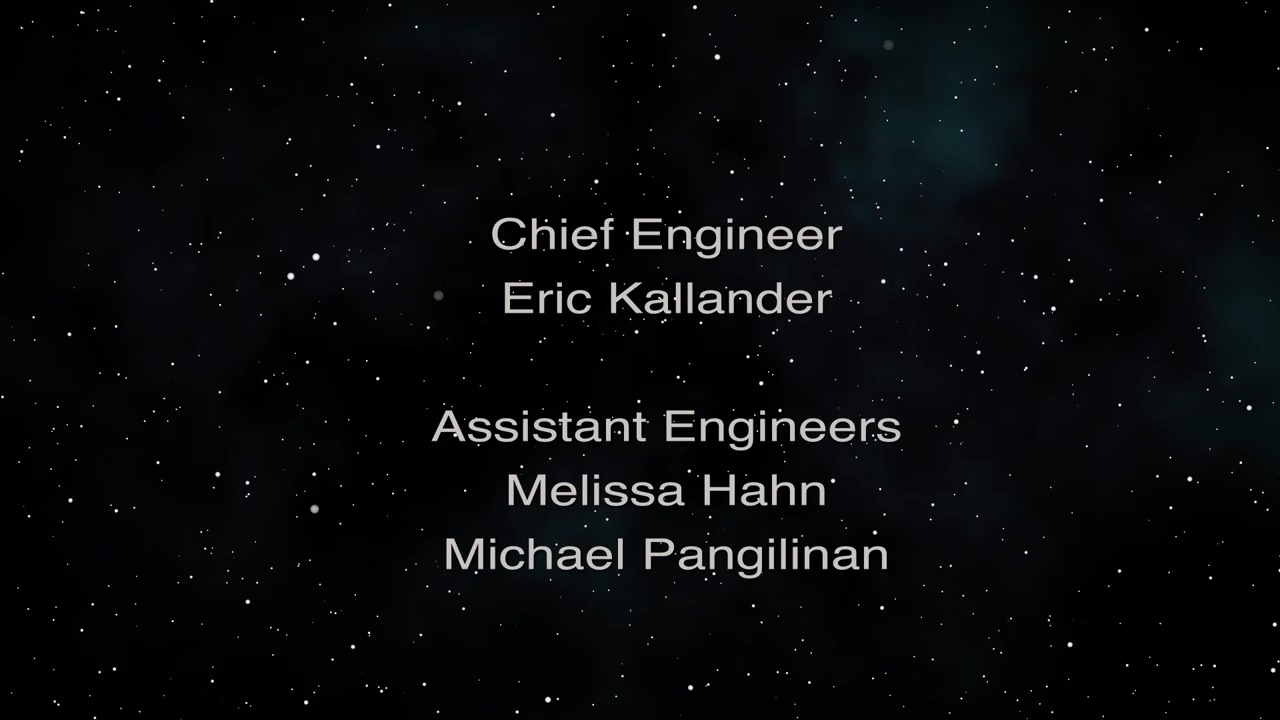 Chief Engineer
Eric Kallander
Assistant Engineers
Melissa Hahn
Michael Pangilinan